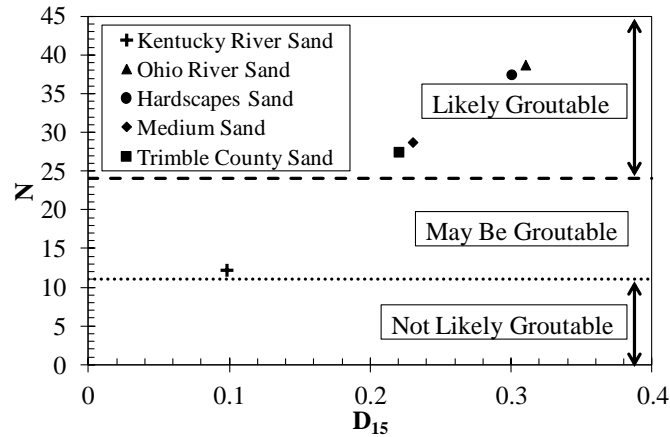 45
40
35
30
25
20
15
10
5
0
N
Kentucky River Sand
Ohio River Sand
Hardscapes Sand
Medium Sand
Trimble County Sand
Likely Groutable
May Be Groutable
Not Likely Groutable
0 0.1 0.2 0.3 0.4
D15